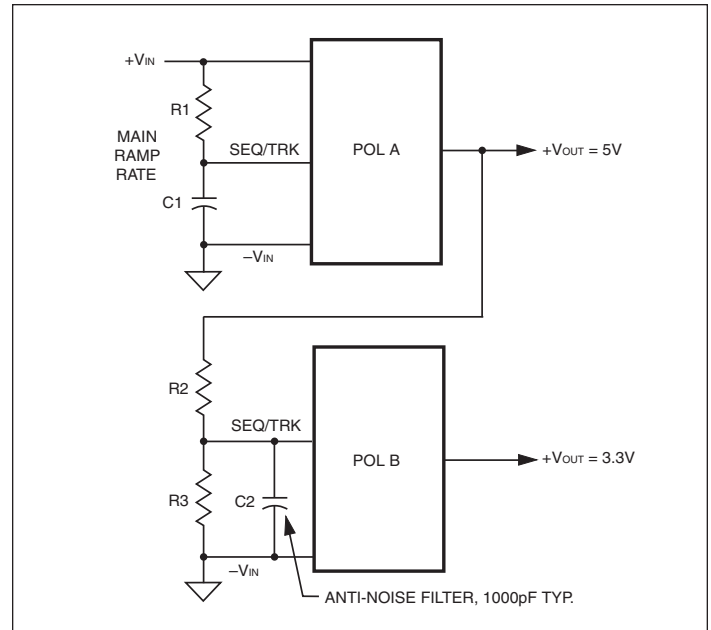 +VIN
R1
MAIN
RAMP
RATE
SEQ/TRK
POL A
+VOUT = 5V
C1
–VIN
R2
SEQ/TRK
POL B
+VOUT = 3.3V
R3
C2
–VIN
ANTI-NOISE FILTER, 1000pF TYP.